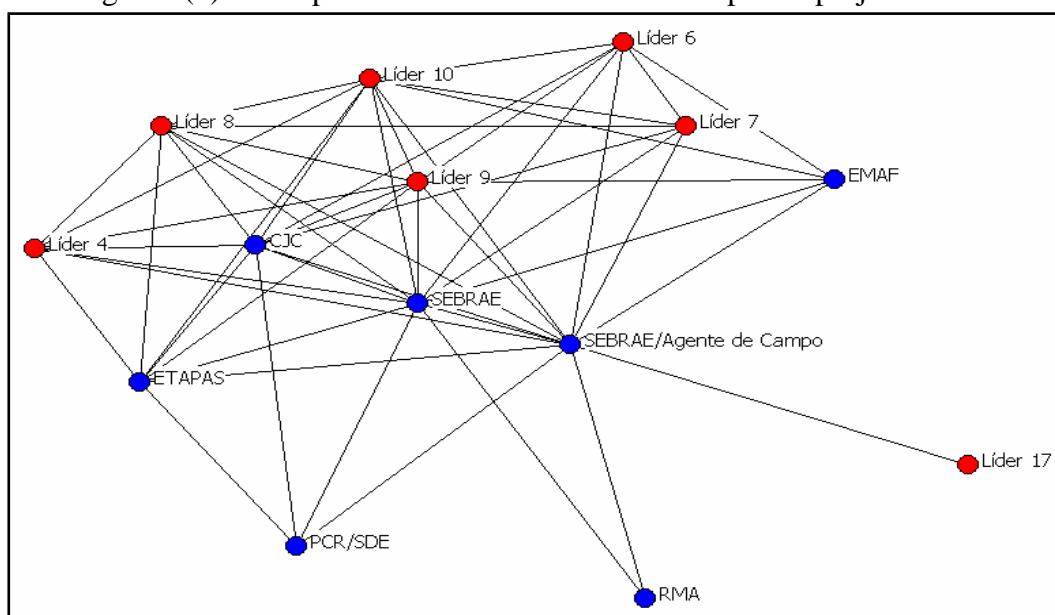 Líder 6
Líder 10
Líder 8
Líder 7
EMAF
Líder 9
Líder 4
CJC
SEBRAE
SEBRAE/Agente de Campo
ETAPAS
Líder 17
PCR/SDE
RMA